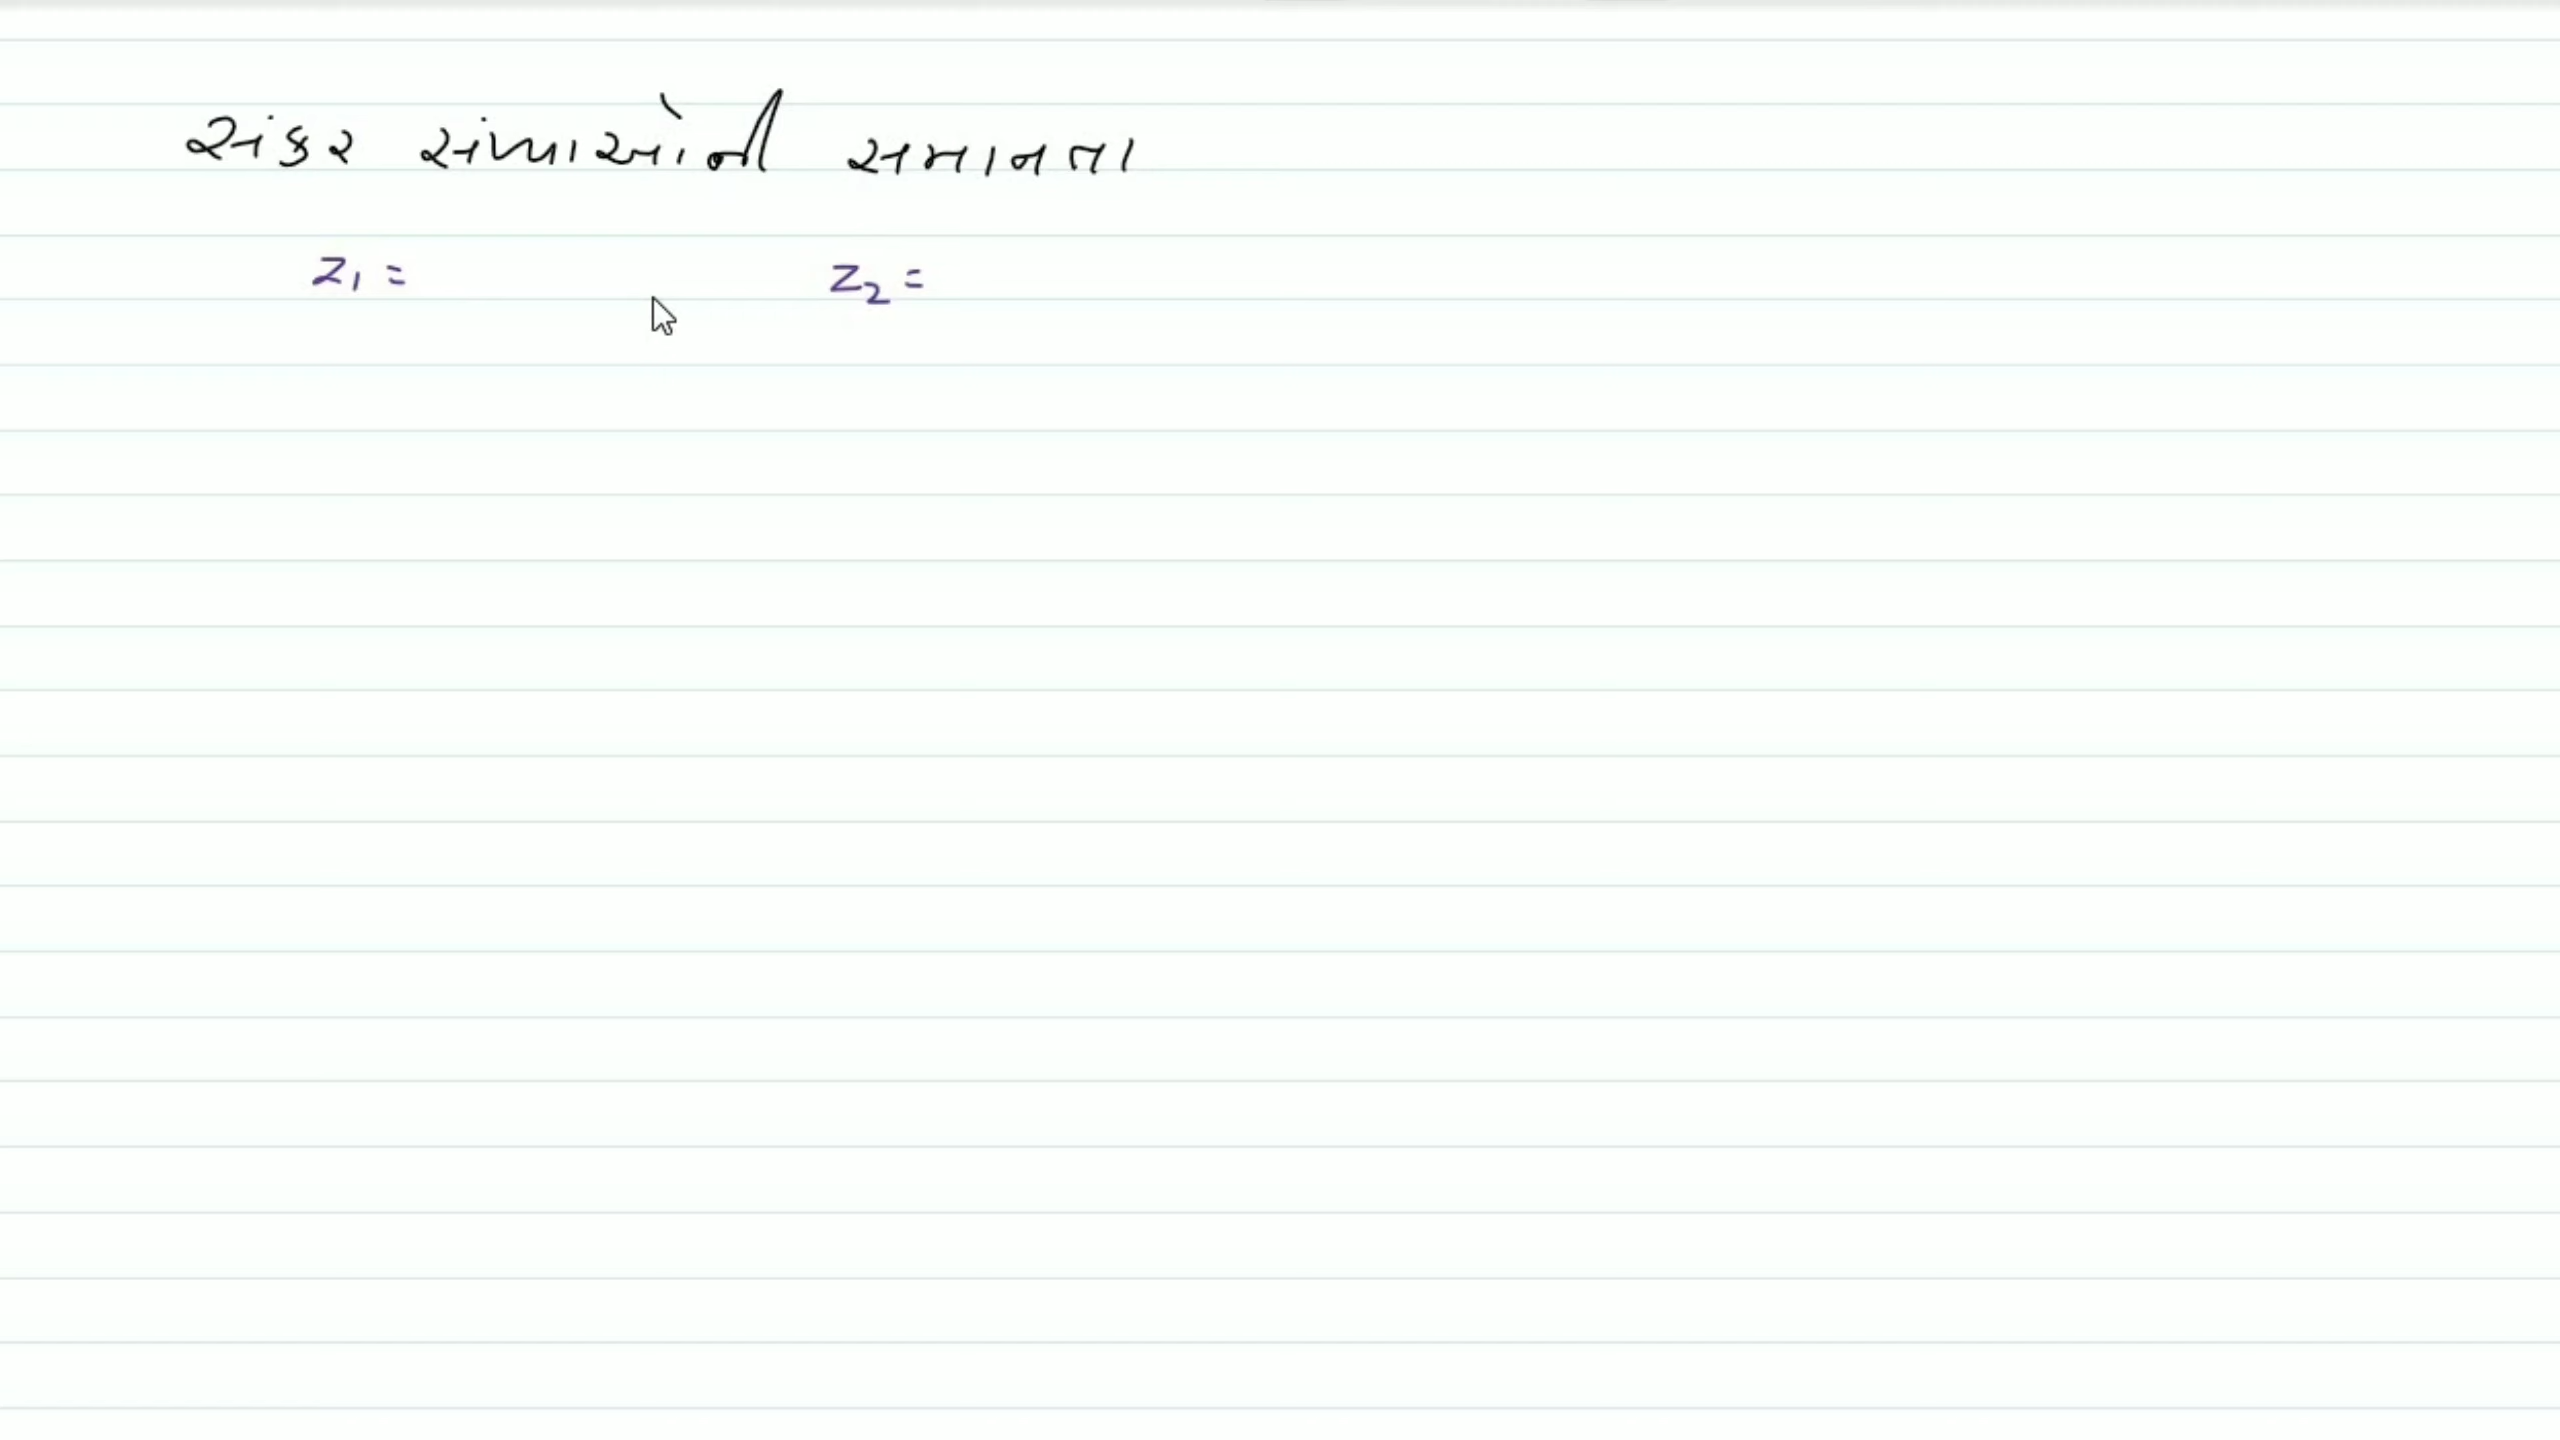 સંકર સંખ્યાઓની સમાનતા
z₁ = z₂ =